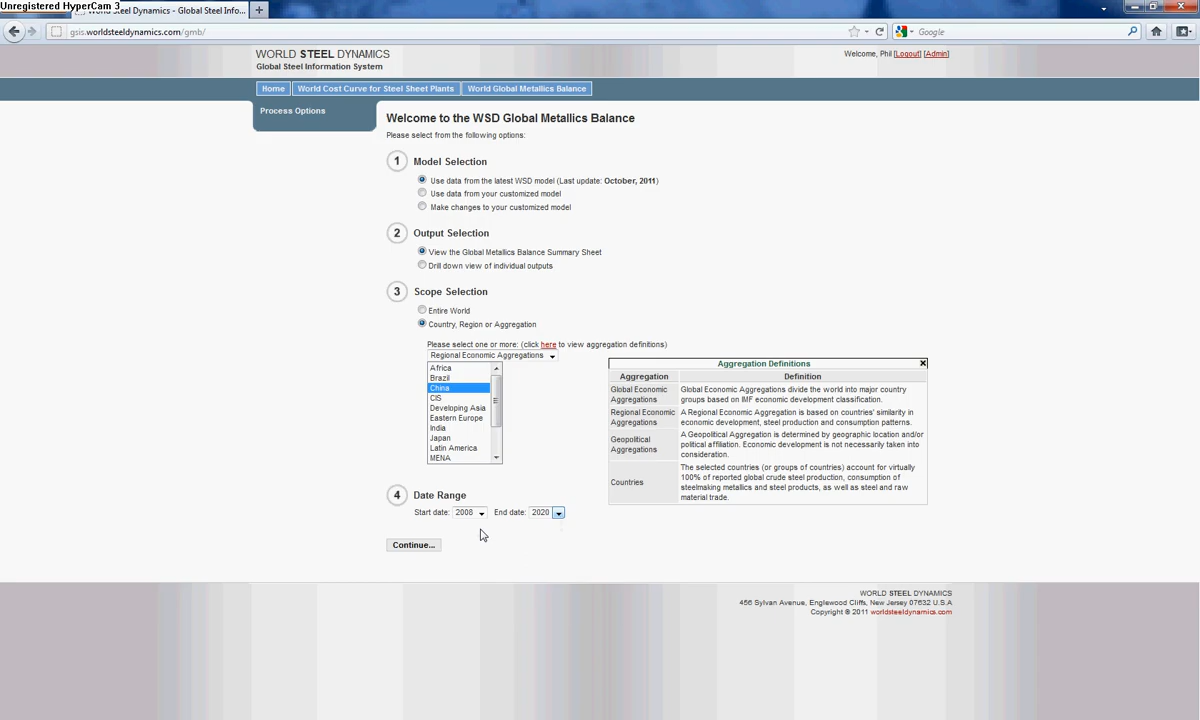 Unregistered HyperCam 3
World Steel Dynamics - Global Steel Info...
gsis.worldsteeldynamics.com/gmb/
Google
WORLD STEEL DYNAMICS
Global Steel Information System
Welcome, Phil [Logout] [Admin]
Home World Cost Curve for Steel Sheet Plants World Global Metallics Balance
Process Options
Welcome to the WSD Global Metallics Balance
Please select from the following options:
1 Model Selection
Use data from the latest WSD model (Last update: October, 2011)
Use data from your customized model
Make changes to your customized model
2 Output Selection
View the Global Metallics Balance Summary Sheet
Drill down view of individual outputs
3 Scope Selection
Entire World
Country, Region or Aggregation
Please select one or more: (click here to view aggregation definitions)
Regional Economic Aggregations
Africa
Brazil
China
CIS
Developing Asia
Eastern Europe
India
Japan
Latin America
MENA
Aggregation Definitions
Aggregation Definition
Global Economic Aggregations
Global Economic Aggregations divide the world into major country
groups based on IMF economic development classification.
Regional Economic Aggregations
A Regional Economic Aggregation is based on countries' similarity in
economic development, steel production and consumption patterns.
Geopolitical Aggregations
A Geopolitical Aggregation is determined by geographic location and/or
political affiliation. Economic development is not necessarily taken into
consideration.
Countries
The selected countries (or groups of countries) account for virtually
100% of reported global crude steel production, consumption of
steelmaking metallics and steel products, as well as steel and raw
material trade.
4 Date Range
Start date: 2008 End date: 2020
Continue...
WORLD STEEL DYNAMICS
456 Sylvan Avenue, Englewood Cliffs, New Jersey 07632 U.S.A
Copyright © 2011 worldsteeldynamics.com